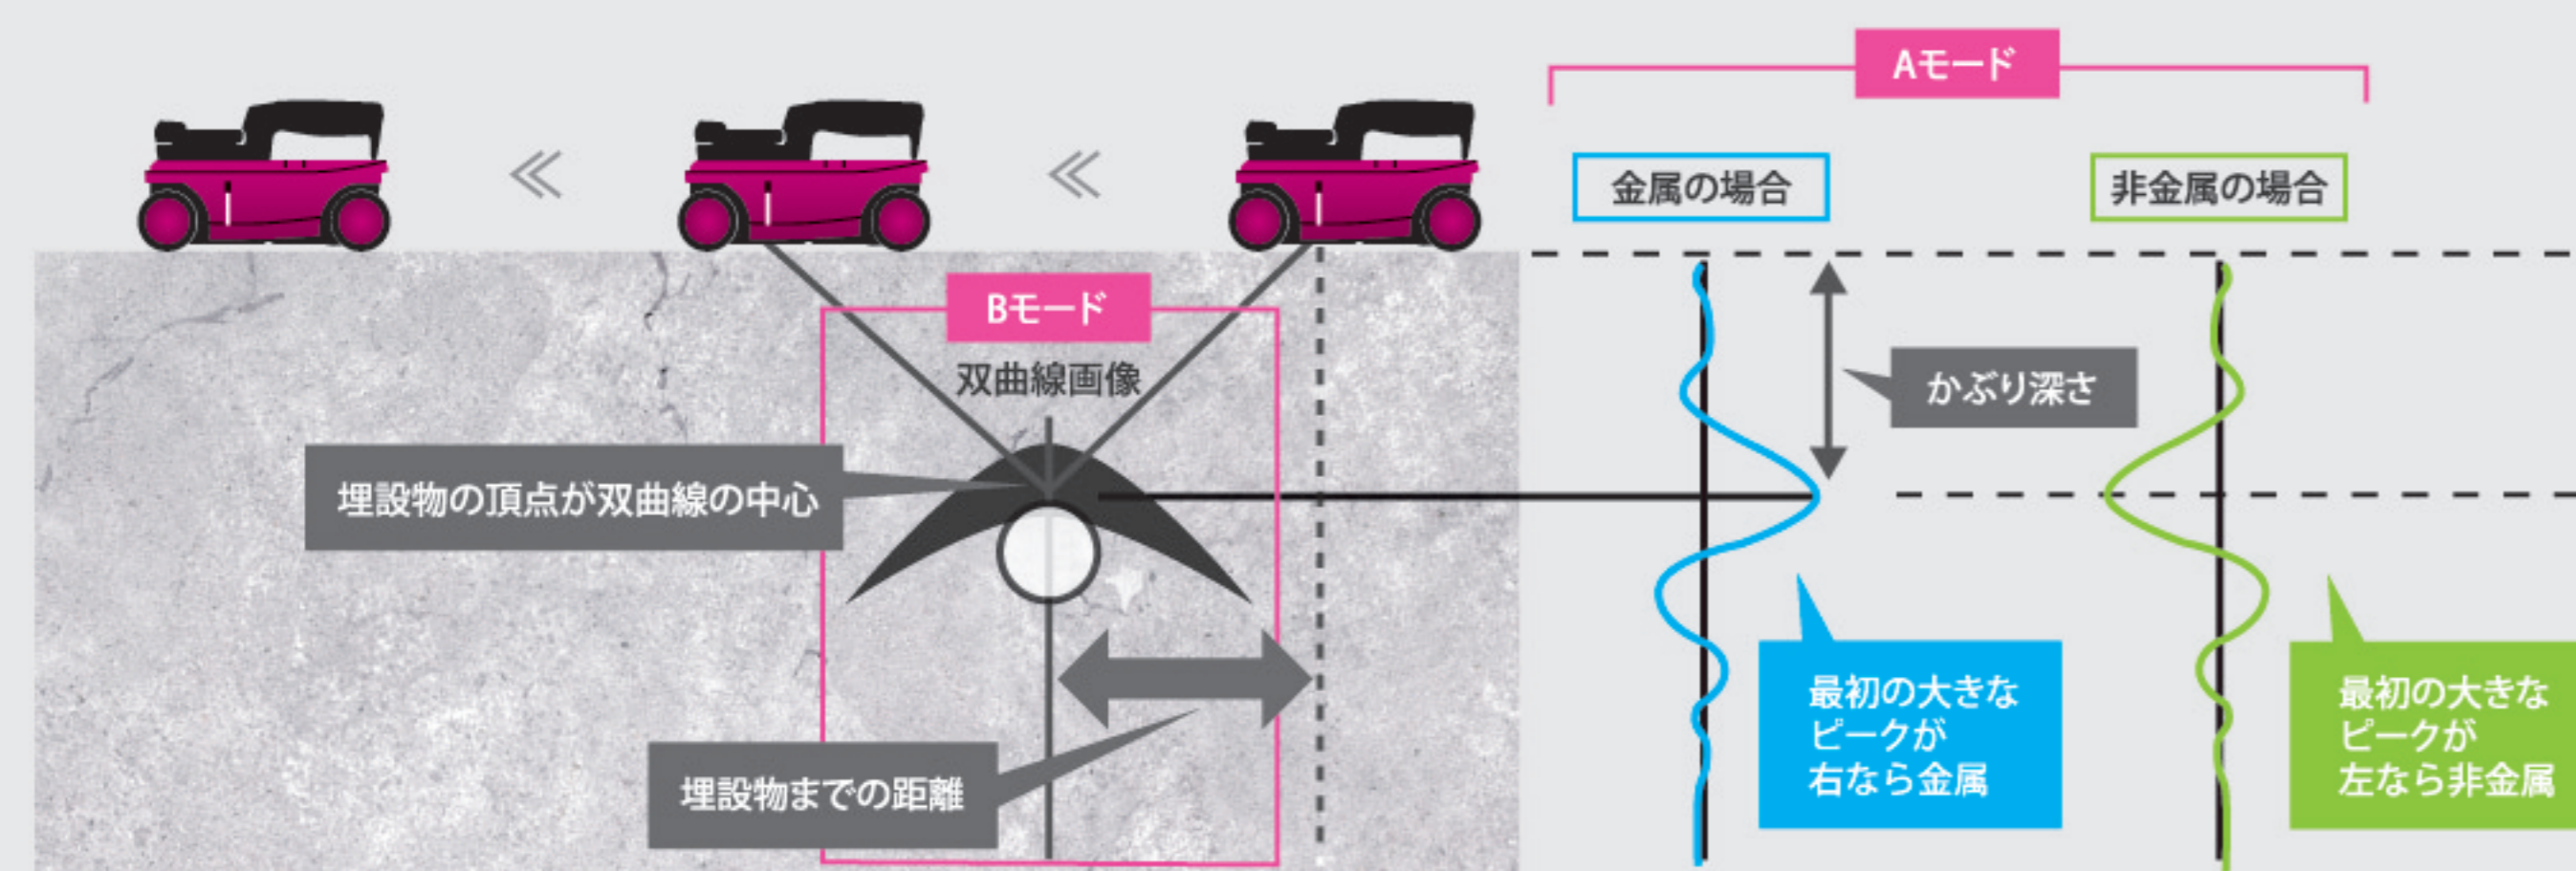 Aモード
金属の場合
非金属の場合
Bモード
双曲線画像
かぶり深さ
埋設物の頂点が双曲線の中心
埋設物までの距離
最初の大きな
ピークが
右なら金属
最初の大きな
ピークが
左なら非金属